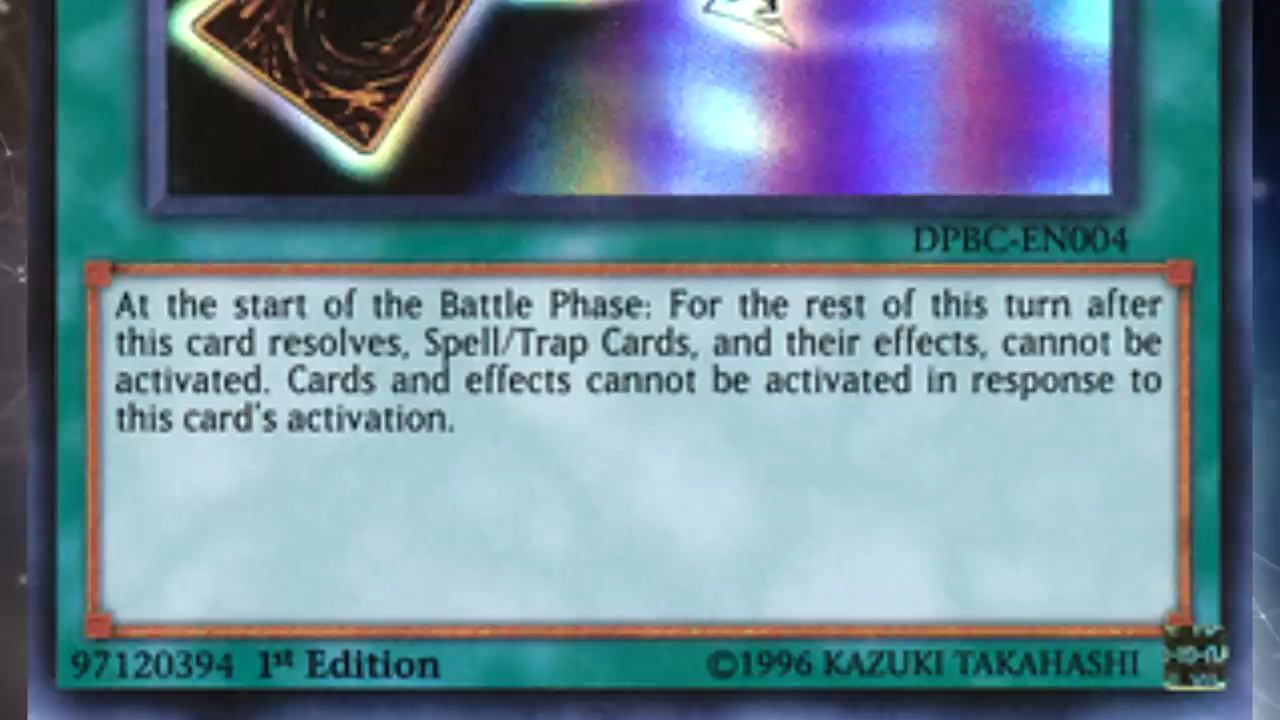 DPBC-EN004
At the start of the Battle Phase: For the rest of this turn after
this card resolves, Spell/Trap Cards, and their effects, cannot be
activated. Cards and effects cannot be activated in response to
this card's activation.
97120394 1st Edition ©1996 KAZUKI TAKAHASHI